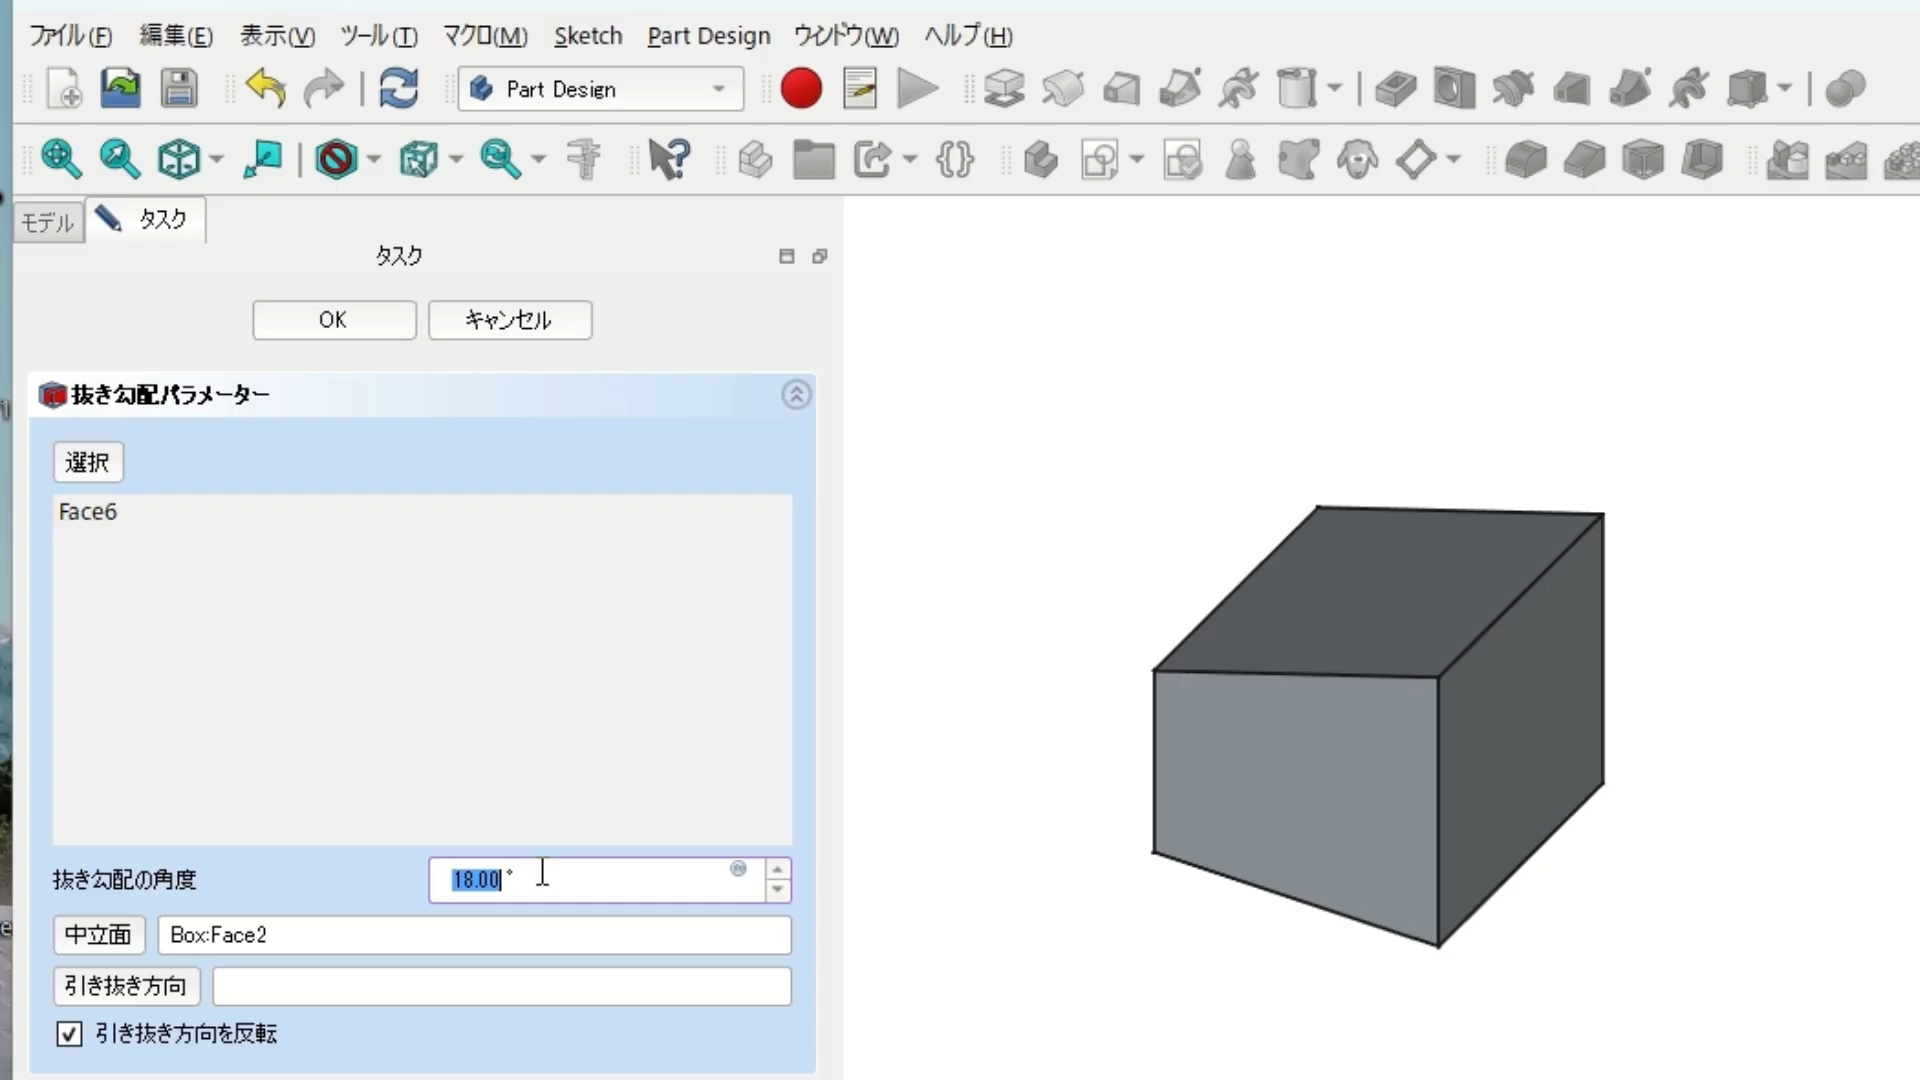 ファイル(F) 編集(E) 表示(V) ツール(T) マクロ(M) Sketch Part Design ウィンドウ(W) ヘルプ(H)
Part Design
モデル タスク
タスク
OK キャンセル
抜き勾配パラメーター
選択
Face6
抜き勾配の角度 18.00 °
中立面 Box:Face2
引き抜き方向
引き抜き方向を反転